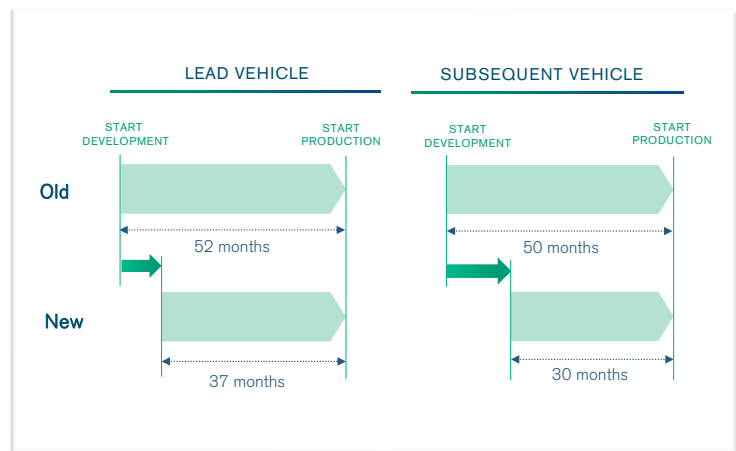 LEAD VEHICLE
SUBSEQUENT VEHICLE
START
DEVELOPMENT
START
PRODUCTION
START
DEVELOPMENT
START
PRODUCTION
Old
52 months
50 months
New
37 months
30 months